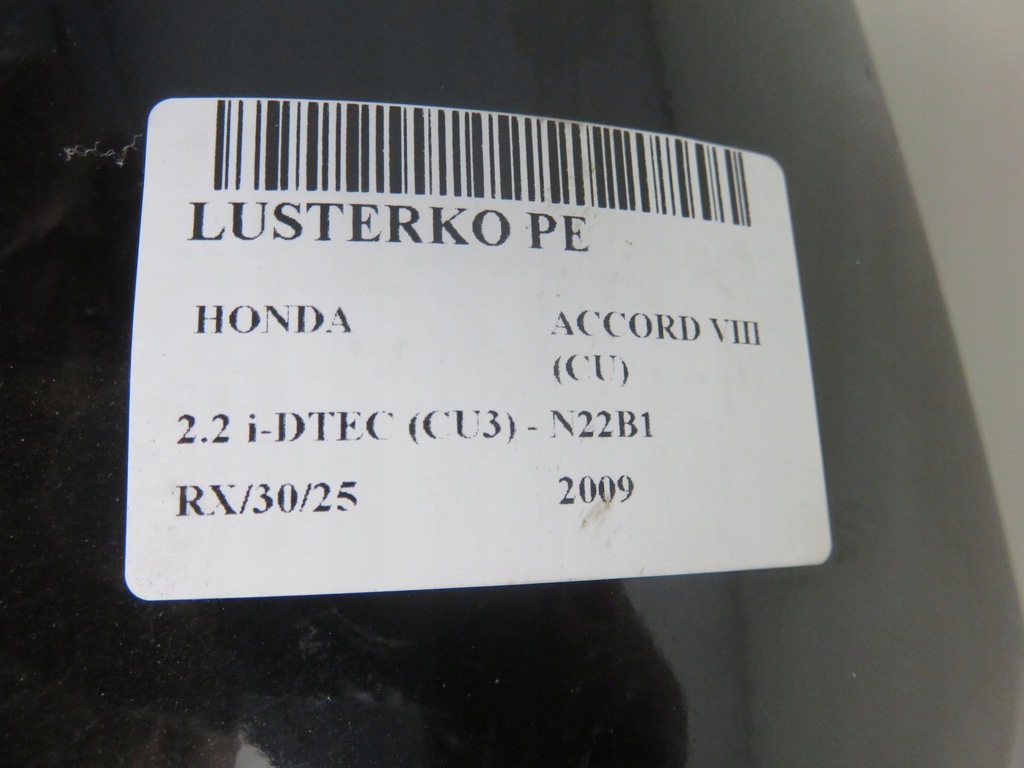 LUSTERKO PE
HONDA ACCORD VIII
(CU)
2.2 i-DTEC (CU3) - N22B1
RX/30/25 2009